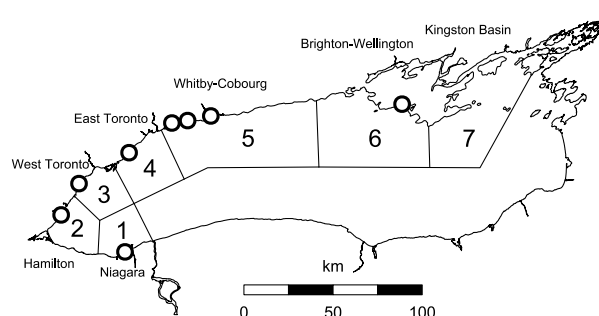 Kingston Basin
Brighton-Wellington
Whitby-Cobourg
East Toronto
West Toronto
Hamilton
Niagara
1
2
3
4
5
6
7
km
0 50 100